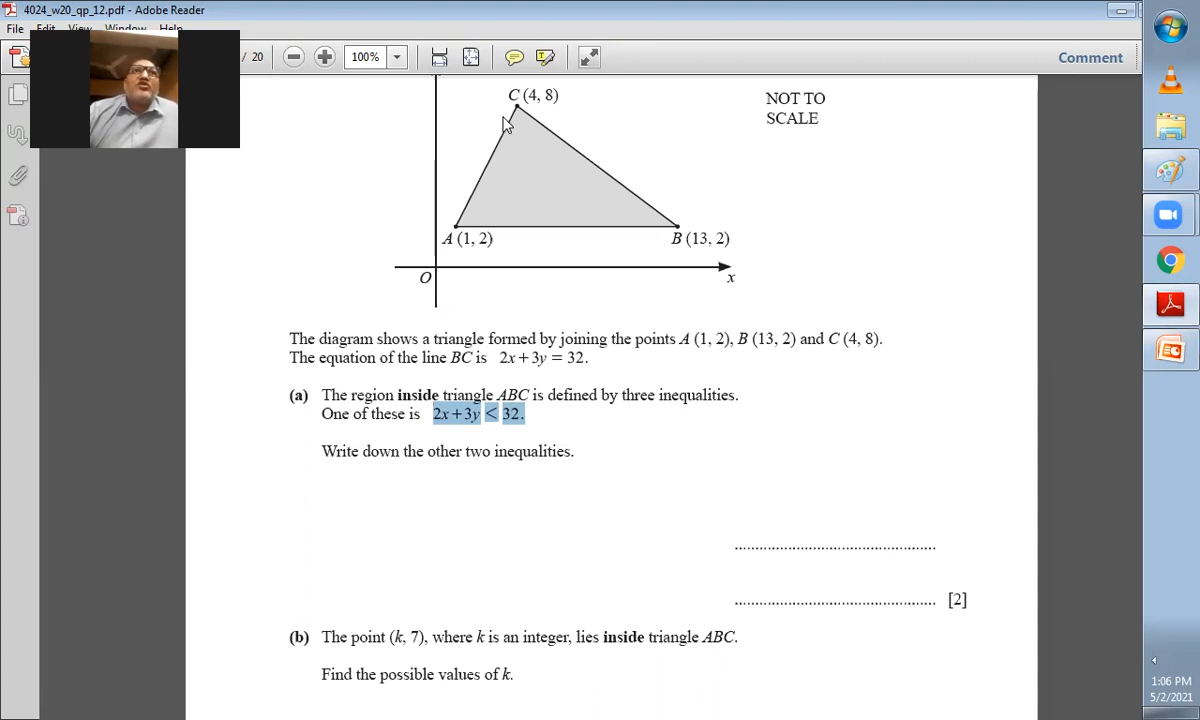 4024_w20_qp_12.pdf - Adobe Reader
File Edit View Window Help
/ 20
100%
Comment
C (4, 8)
NOT TO
SCALE
A (1, 2)
B (13, 2)
O
x
The diagram shows a triangle formed by joining the points A (1, 2), B (13, 2) and C (4, 8).
The equation of the line BC is 2x + 3y = 32.
(a) The region inside triangle ABC is defined by three inequalities.
One of these is 2x + 3y < 32.
Write down the other two inequalities.
................................................
................................................ [2]
(b) The point (k, 7), where k is an integer, lies inside triangle ABC.
Find the possible values of k.
1:06 PM
5/2/2021